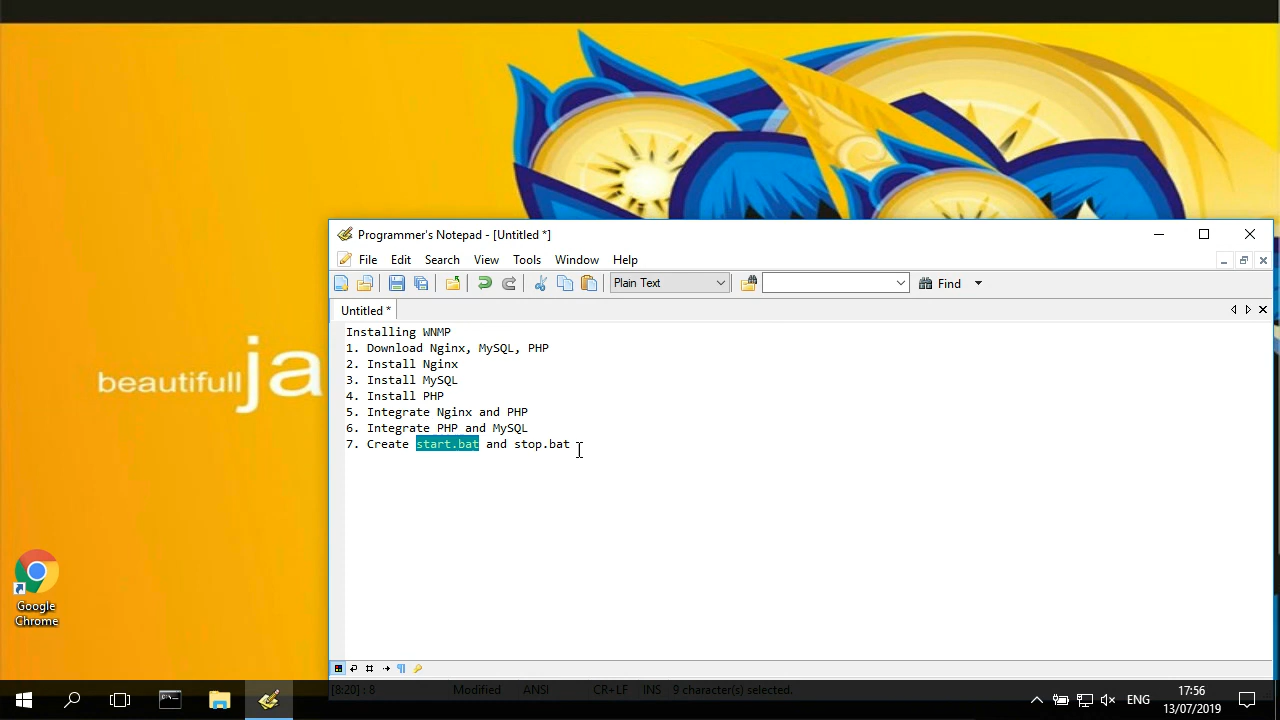 Programmer's Notepad - [Untitled *]
File Edit Search View Tools Window Help
Plain Text Find
Untitled *
Installing WNMP
1. Download Nginx, MySQL, PHP
2. Install Nginx
3. Install MySQL
4. Install PHP
5. Integrate Nginx and PHP
6. Integrate PHP and MySQL
7. Create start.bat and stop.bat
beautifull ja
Google
Chrome
[8:20] : 8 Modified ANSI CR+LF INS 9 character(s) selected.
ENG
17:56
13/07/2019